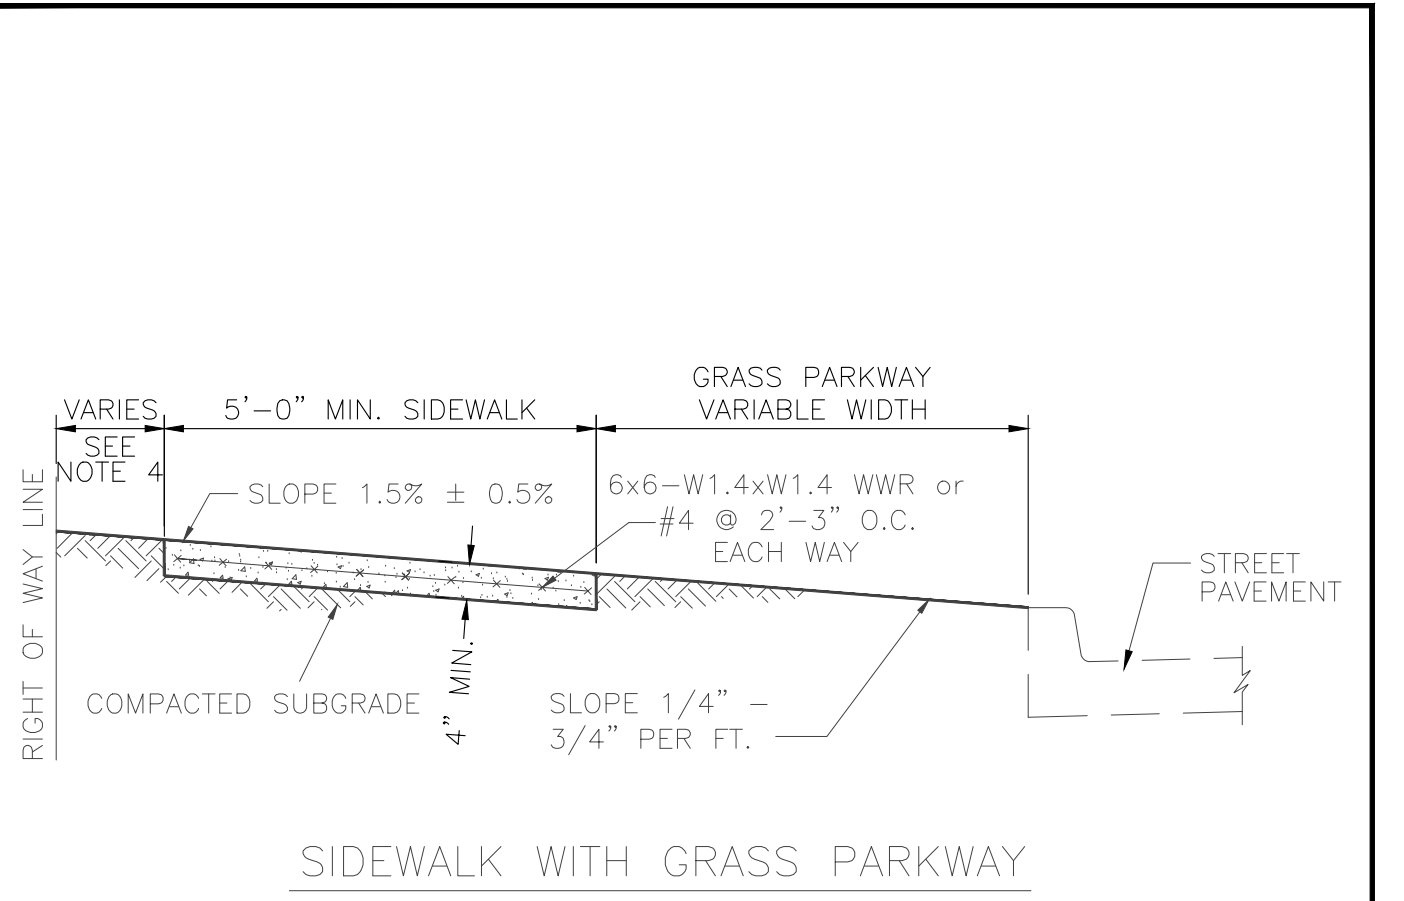 GRASS PARKWAY
VARIABLE WIDTH
VARIES
SEE
NOTE 4
5'-0" MIN. SIDEWALK
SLOPE 1.5% ± 0.5%
6x6-W1.4xW1.4 WWR or
#4 @ 2'-3" O.C.
EACH WAY
STREET
PAVEMENT
RIGHT OF WAY LINE
COMPACTED SUBGRADE
4" MIN.
SLOPE 1/4" -
3/4" PER FT.
SIDEWALK WITH GRASS PARKWAY